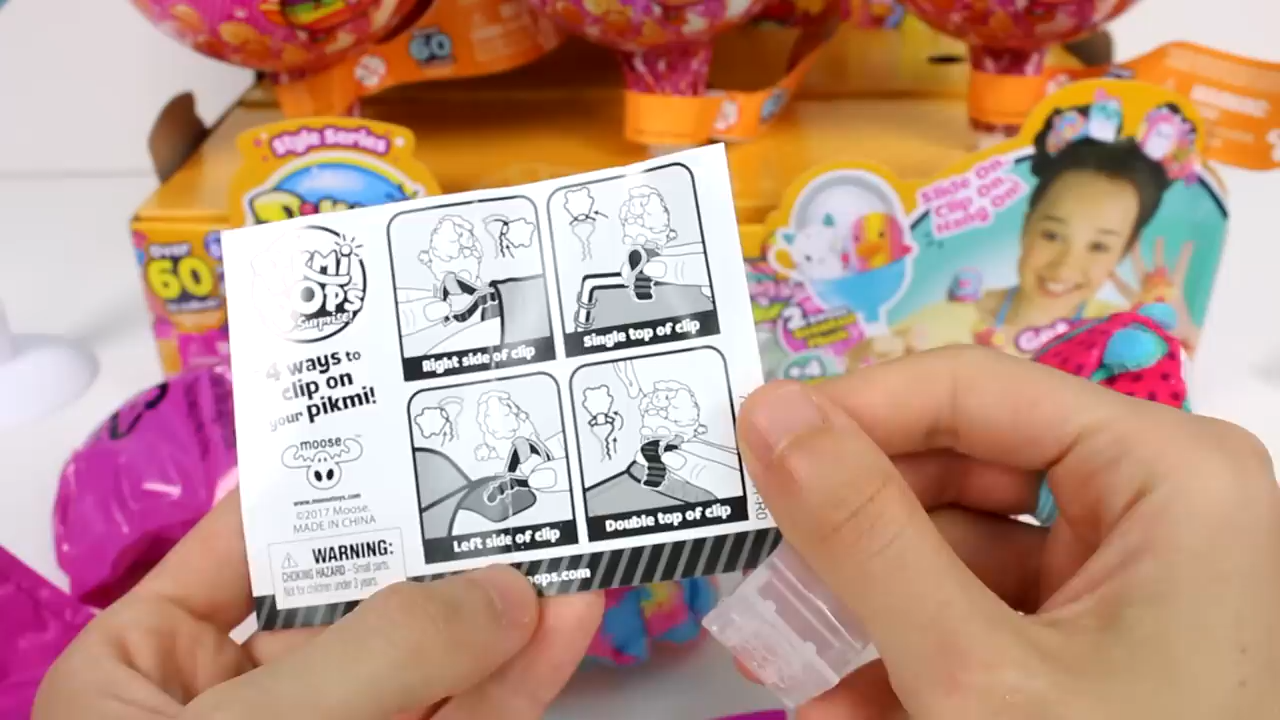 60
Style Series
Over
60
Slide On
Clip On
Hang On!
2
PiKMi
POPS
Surprise!
4 ways to
clip on
your pikmi!
moose
www.moosetoys.com
©2017 Moose.
MADE IN CHINA
WARNING:
CHOKING HAZARD – Small parts.
Not for children under 3 years.
Right side of clip
Single top of clip
Left side of clip
Double top of clip